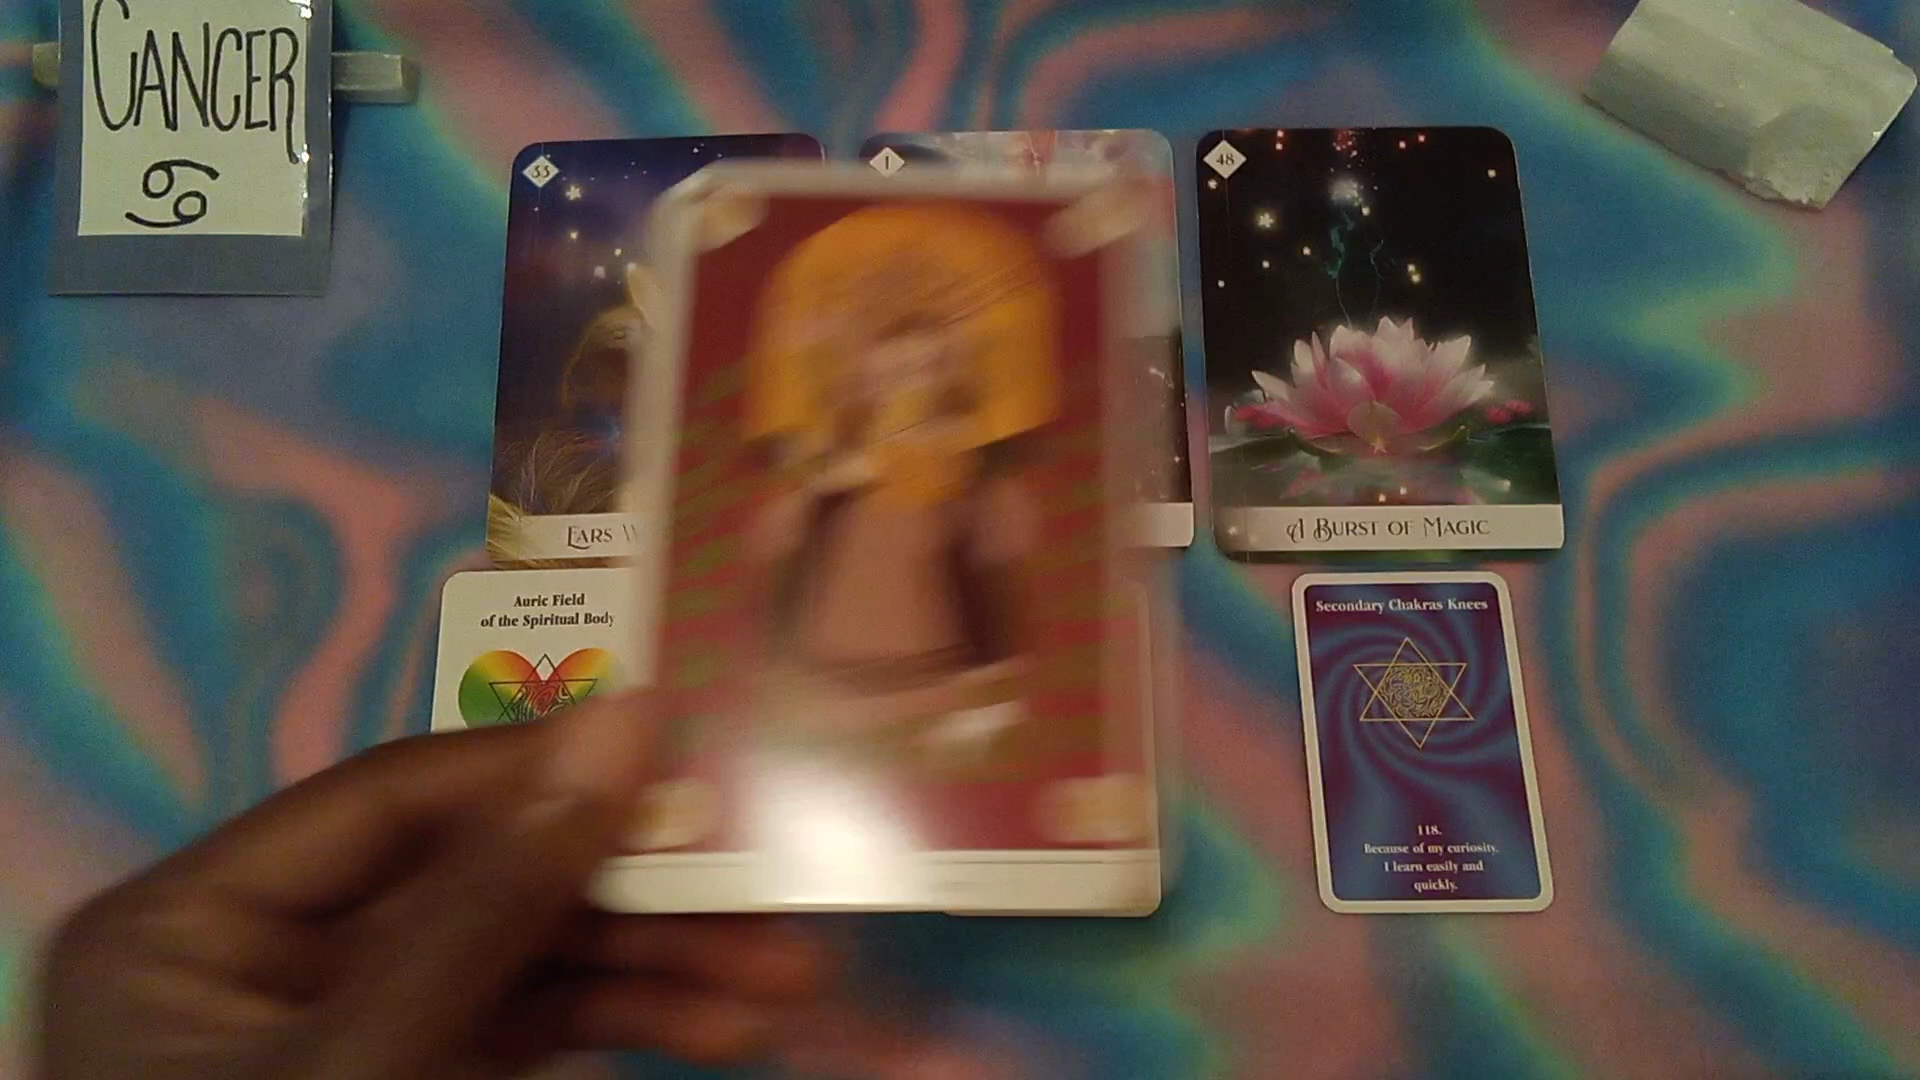 CANCER
33
1
48
EARS
A BURST OF MAGIC
Auric Field
of the Spiritual Body
Secondary Chakras Knees
118.
Because of my curiosity,
I learn easily and
quickly.